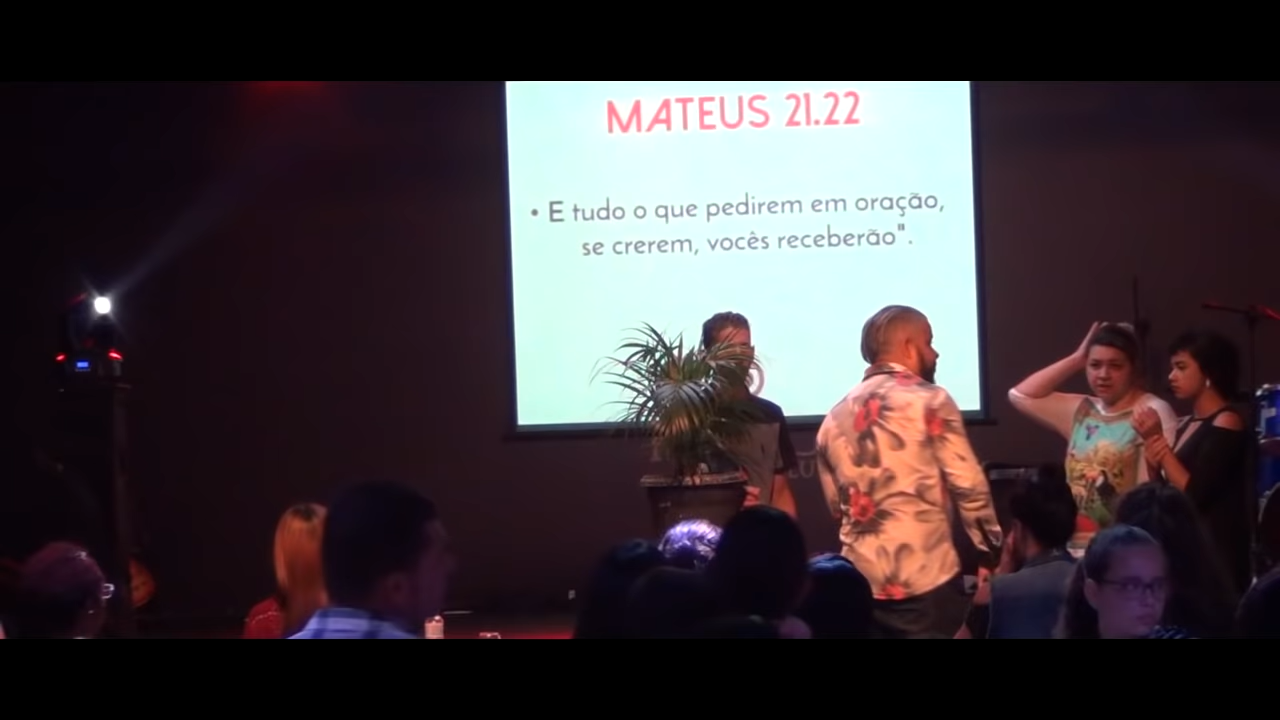 MATEUS 21.22
• E tudo o que pedirem em oração,
se crerem, vocês receberão".